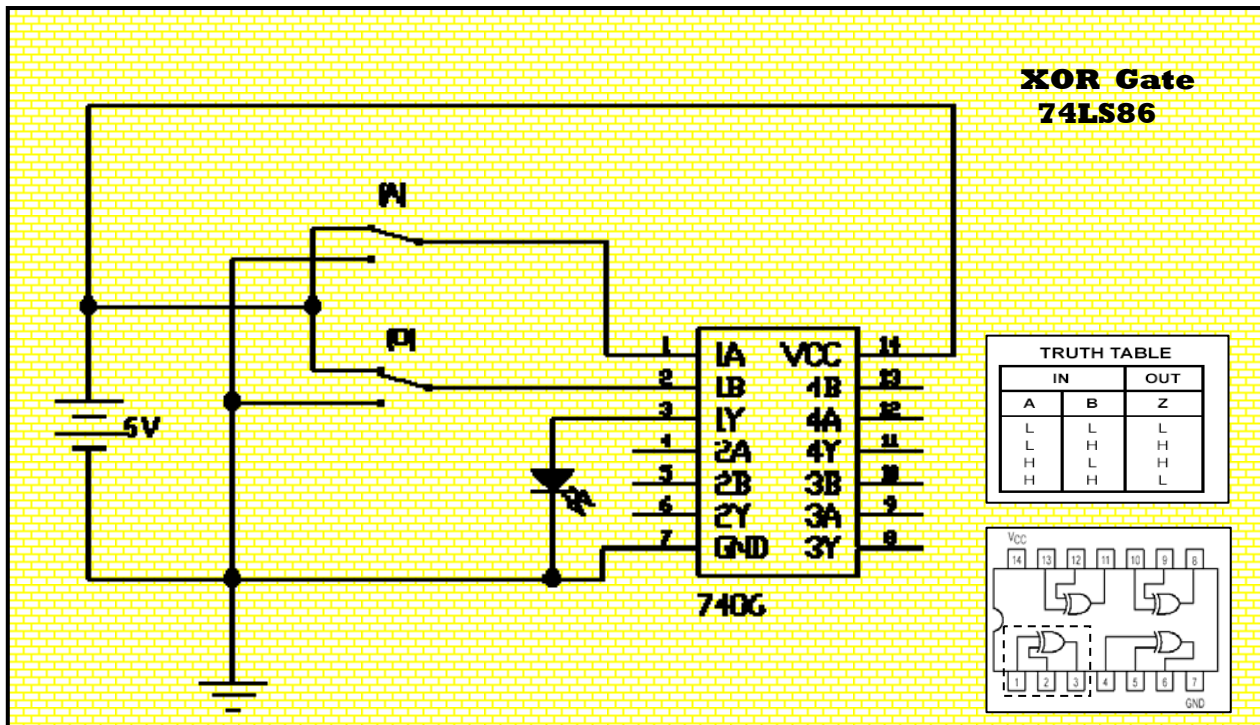 XOR Gate
74LS86
1 1A VCC 14
2 1B 4B 13
3 1Y 4A 12
4 2A 4Y 11
5 2B 3B 10
6 2Y 3A 9
7 GND 3Y 8
5V
TRUTH TABLE
IN OUT
A B Z
L L L
L H H
H L H
H H L
VCC
14 13 12 11 10 9 8
1 2 3 4 5 6 7
GND